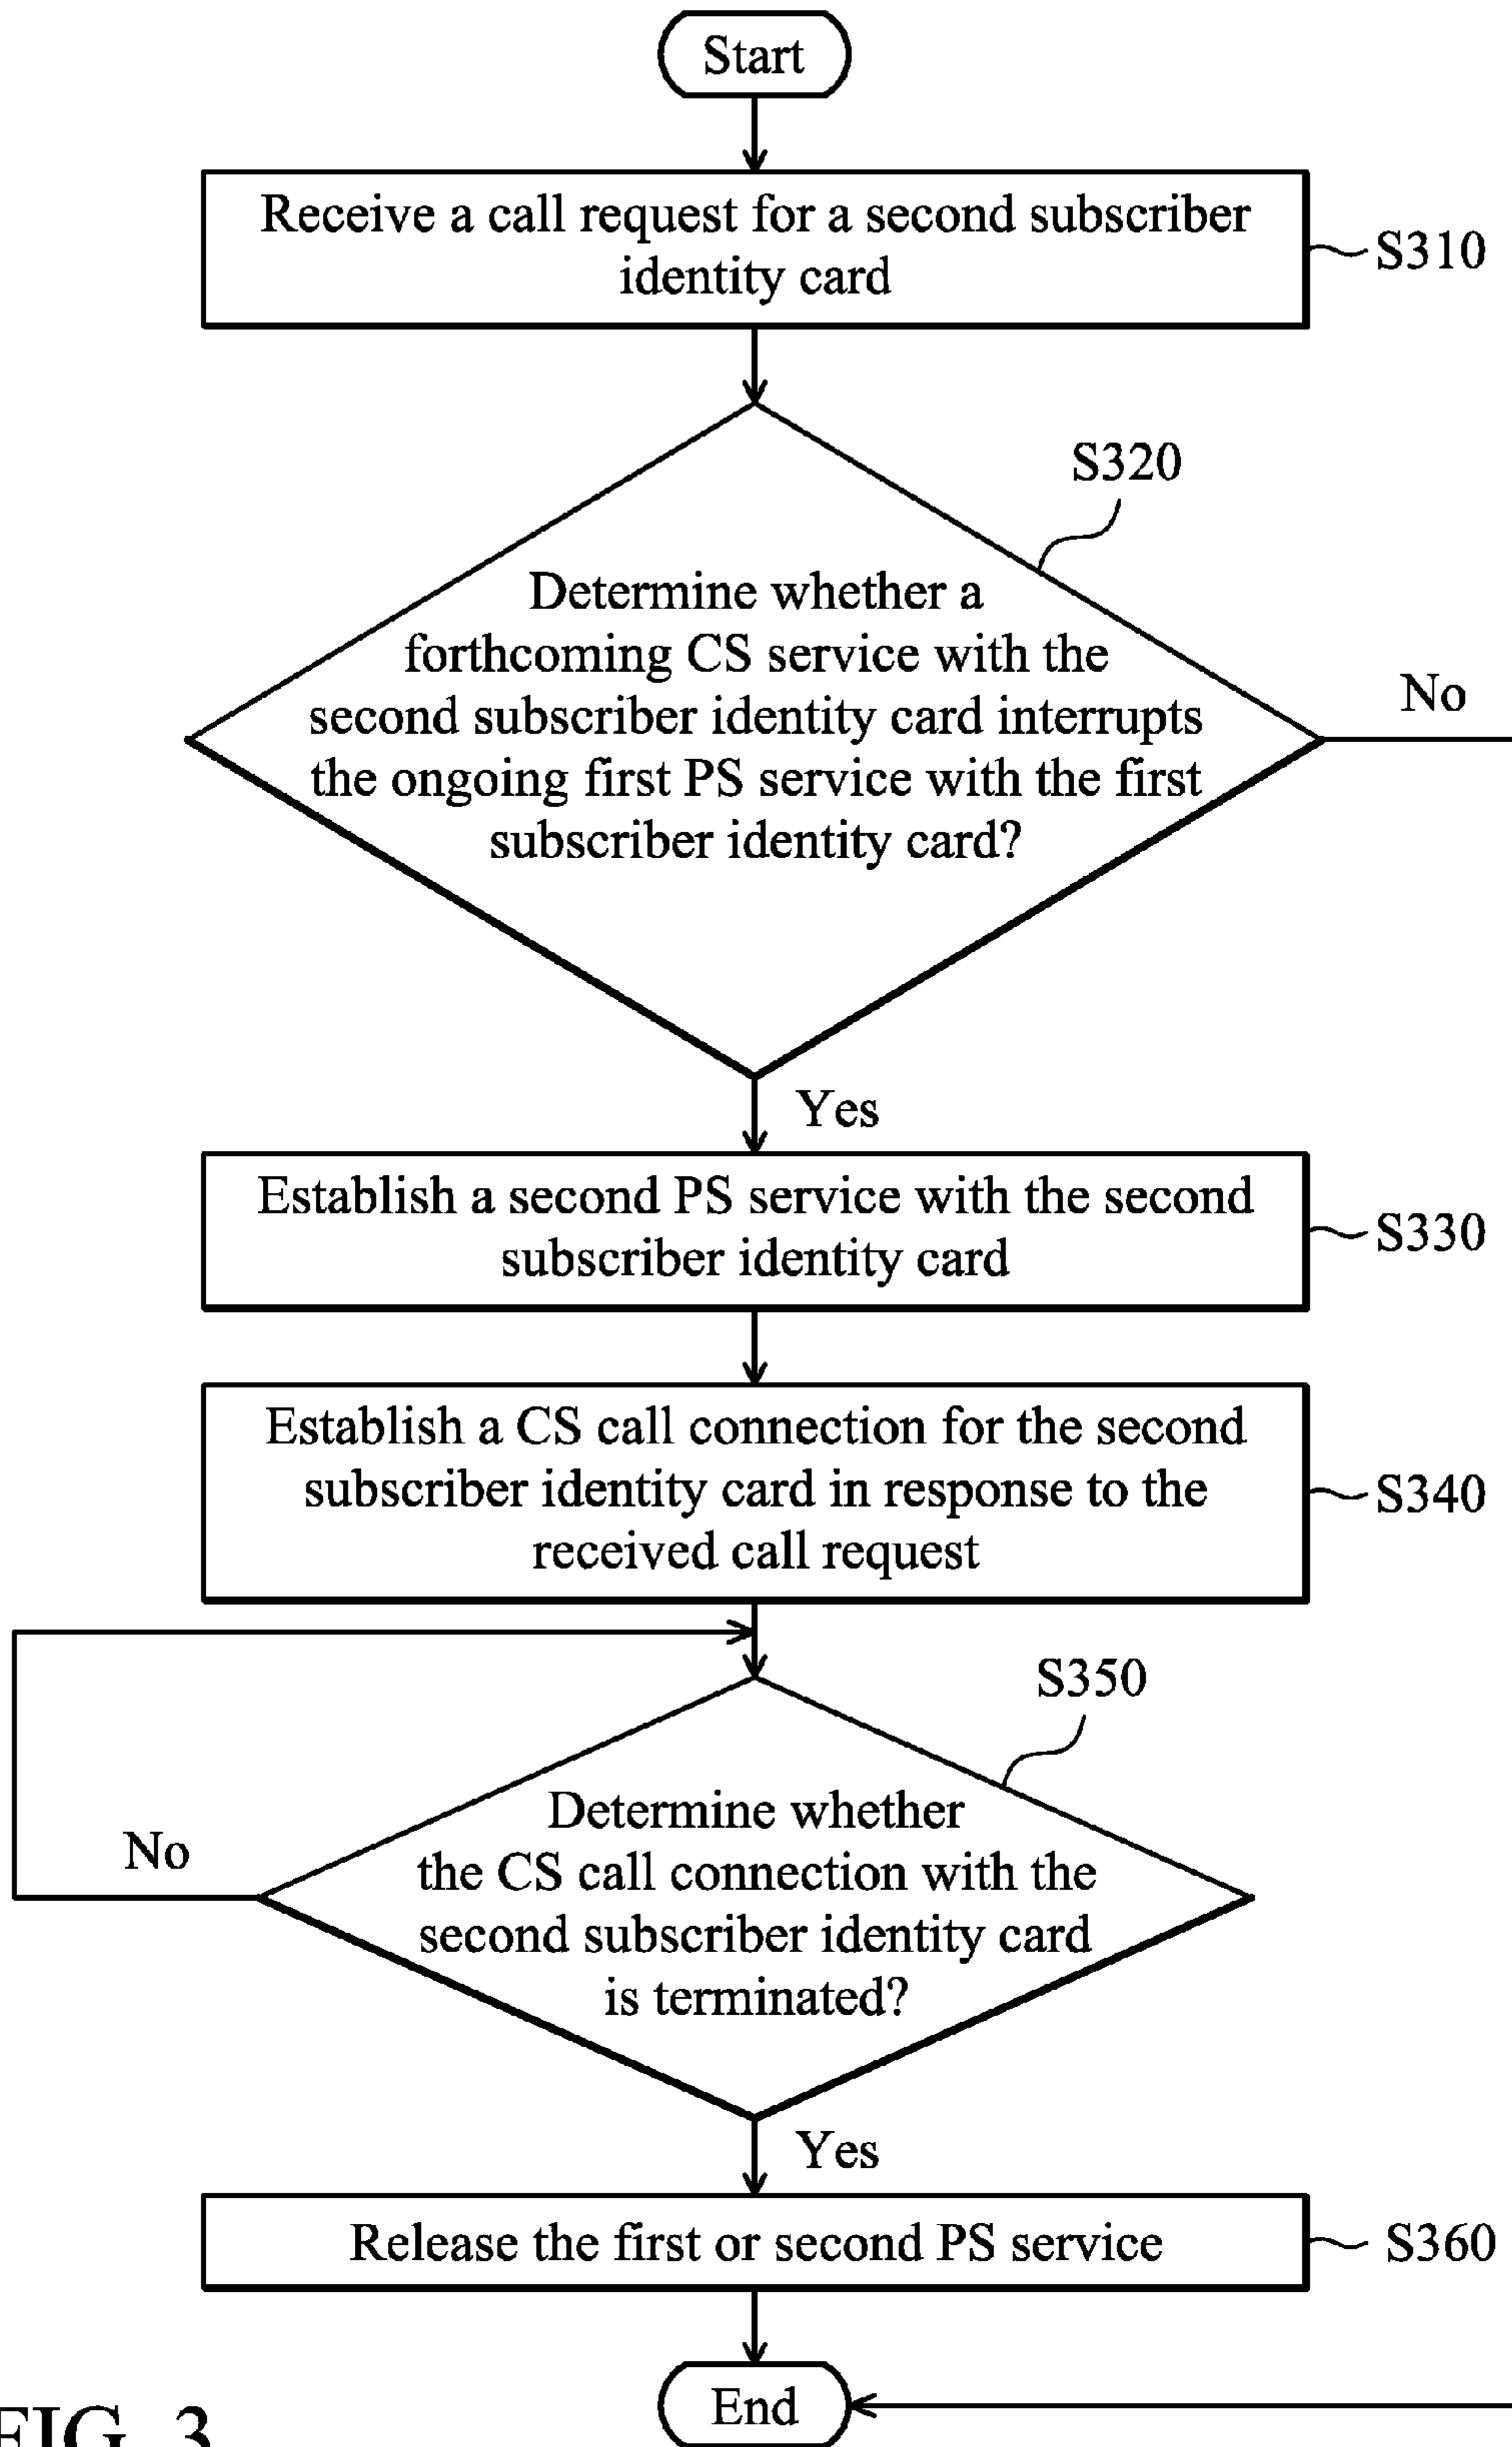 Start
Receive a call request for a second subscriber
identity card
S310
S320
Determine whether a
forthcoming CS service with the
second subscriber identity card interrupts
the ongoing first PS service with the first
subscriber identity card?
No
Yes
Establish a second PS service with the second
subscriber identity card
S330
Establish a CS call connection for the second
subscriber identity card in response to the
received call request
S340
S350
Determine whether
the CS call connection with the
second subscriber identity card
is terminated?
No
Yes
Release the first or second PS service
S360
End
FIG. 3